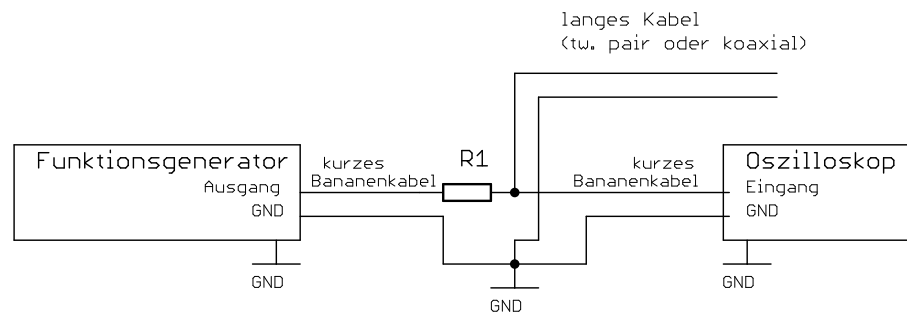 langes Kabel
(tw. pair oder koaxial)
Funktionsgenerator
Ausgang
GND
GND
kurzes
Bananenkabel
R1
GND
kurzes
Bananenkabel
Oszilloskop
Eingang
GND
GND